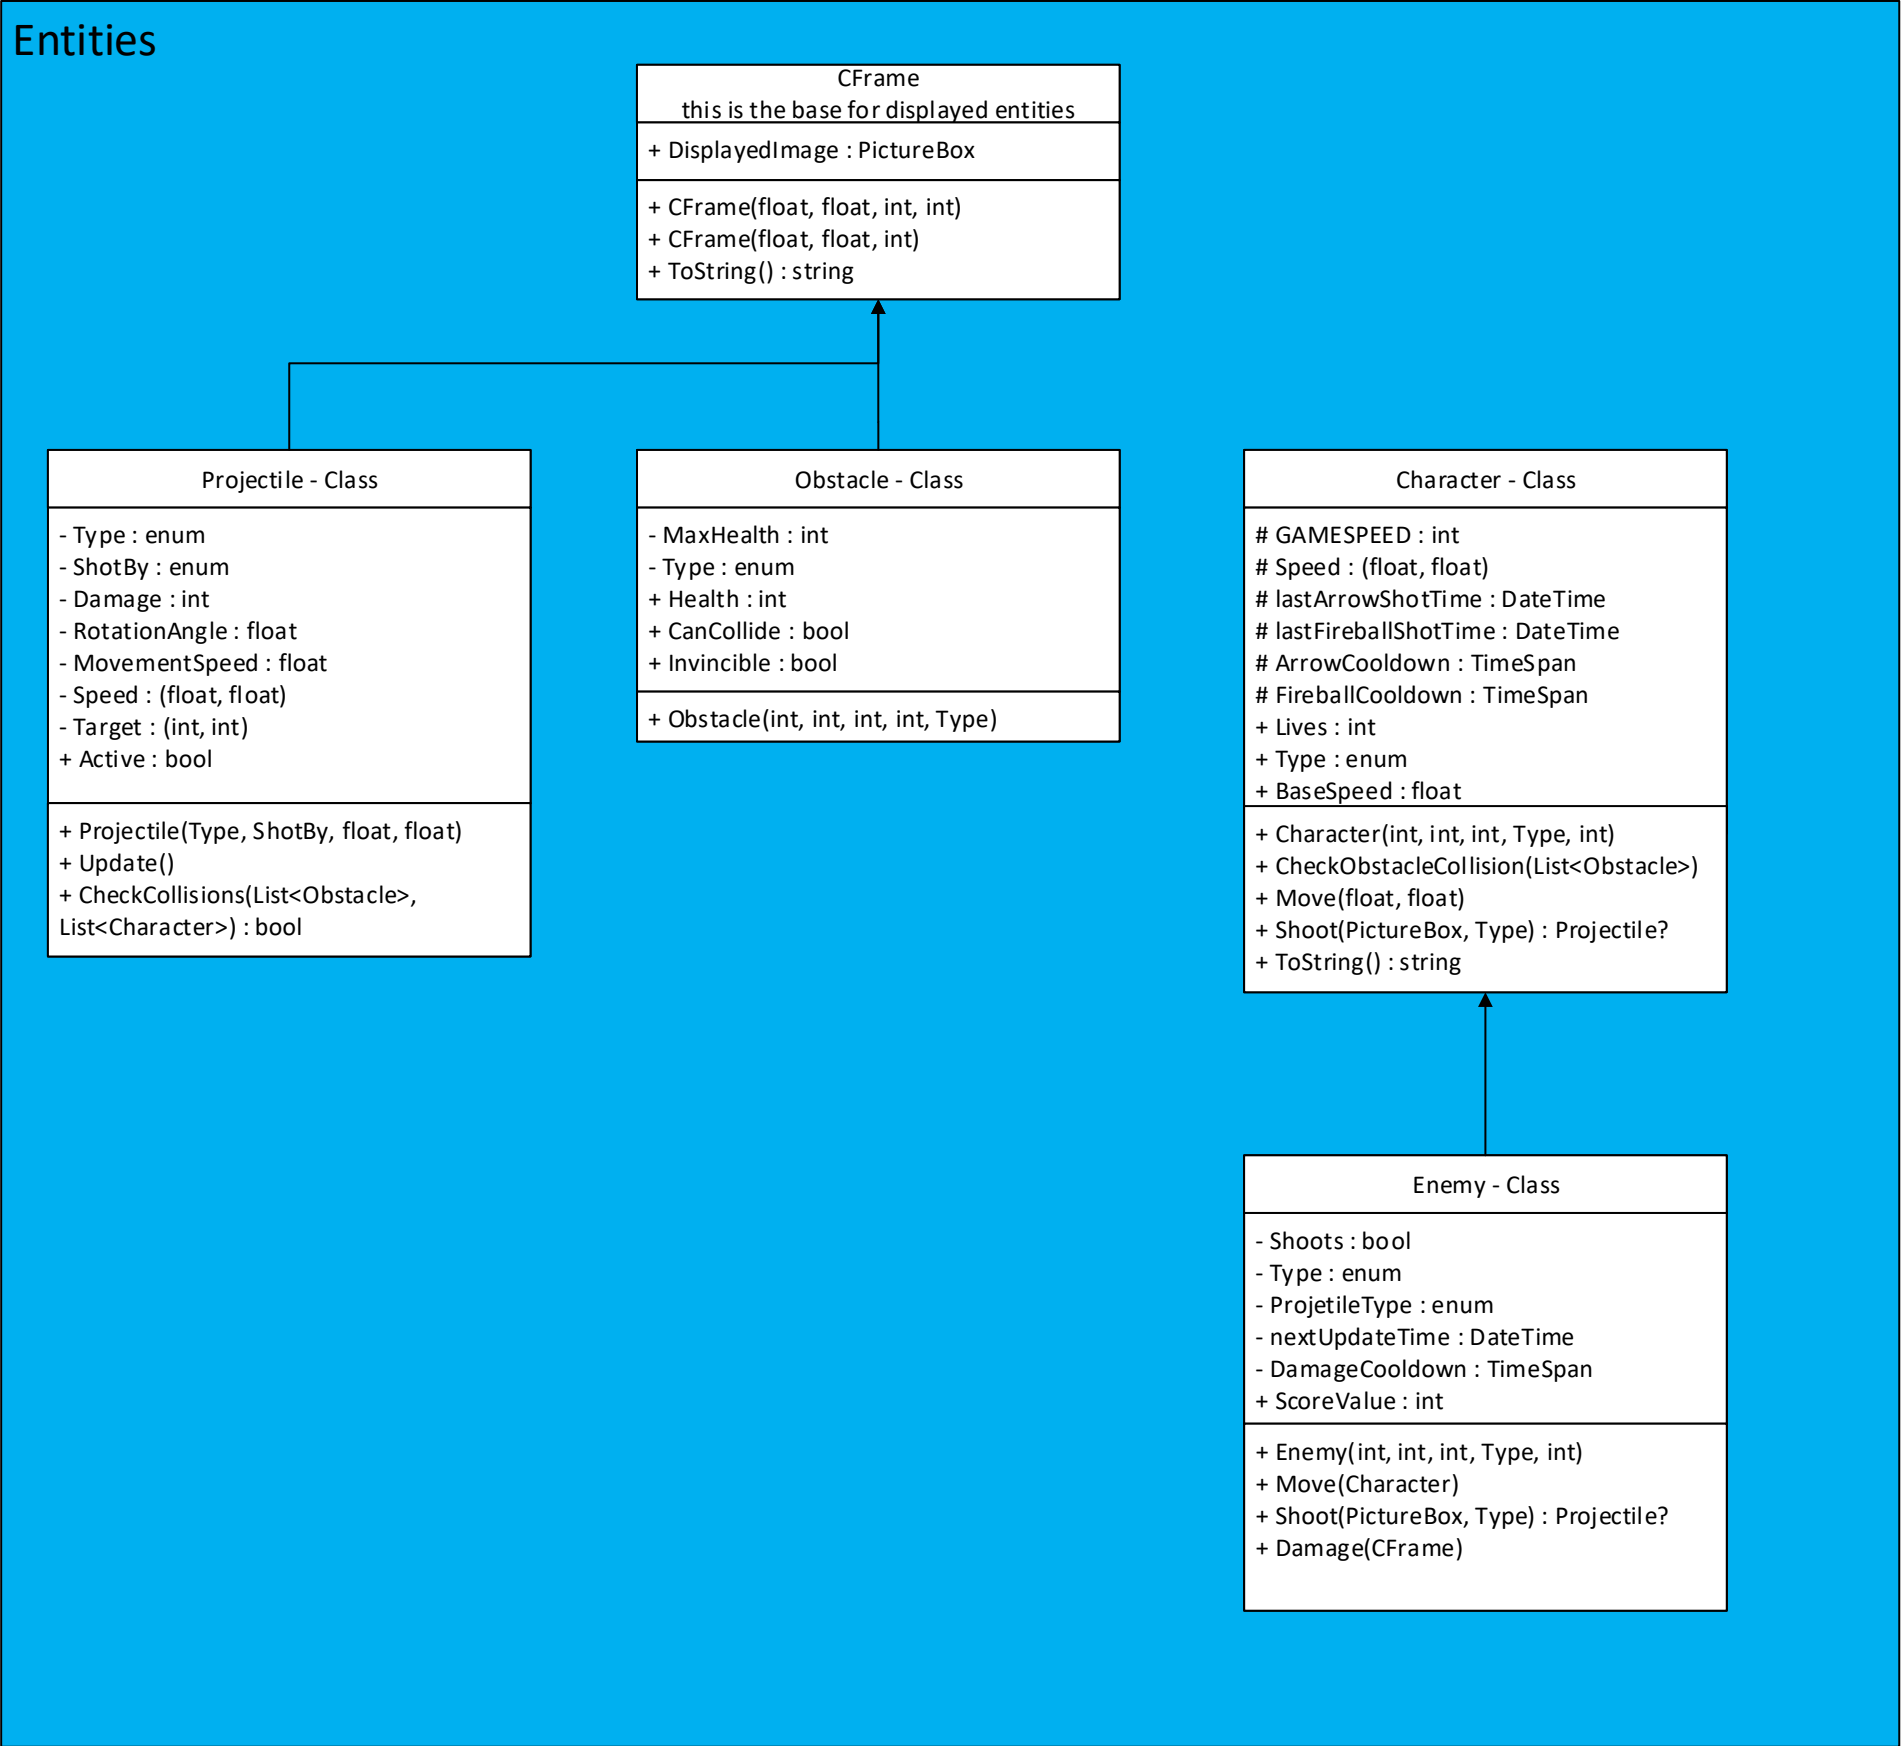 Entities
CFrame
this is the base for displayed entities
+ DisplayedImage : PictureBox
+ CFrame(float, float, int, int)
+ CFrame(float, float, int)
+ ToString() : string
Projectile - Class
- Type : enum
- ShotBy : enum
- Damage : int
- RotationAngle : float
- MovementSpeed : float
- Speed : (float, float)
- Target : (int, int)
+ Active : bool
+ Projectile(Type, ShotBy, float, float)
+ Update()
+ CheckCollisions(List<Obstacle>,
List<Character>) : bool
Obstacle - Class
- MaxHealth : int
- Type : enum
+ Health : int
+ CanCollide : bool
+ Invincible : bool
+ Obstacle(int, int, int, int, Type)
Character - Class
# GAMESPEED : int
# Speed : (float, float)
# lastArrowShotTime : DateTime
# lastFireballShotTime : DateTime
# ArrowCooldown : TimeSpan
# FireballCooldown : TimeSpan
+ Lives : int
+ Type : enum
+ BaseSpeed : float
+ Character(int, int, int, Type, int)
+ CheckObstacleCollision(List<Obstacle>)
+ Move(float, float)
+ Shoot(PictureBox, Type) : Projectile?
+ ToString() : string
Enemy - Class
- Shoots : bool
- Type : enum
- ProjetileType : enum
- nextUpdateTime : DateTime
- DamageCooldown : TimeSpan
+ ScoreValue : int
+ Enemy(int, int, int, Type, int)
+ Move(Character)
+ Shoot(PictureBox, Type) : Projectile?
+ Damage(CFrame)